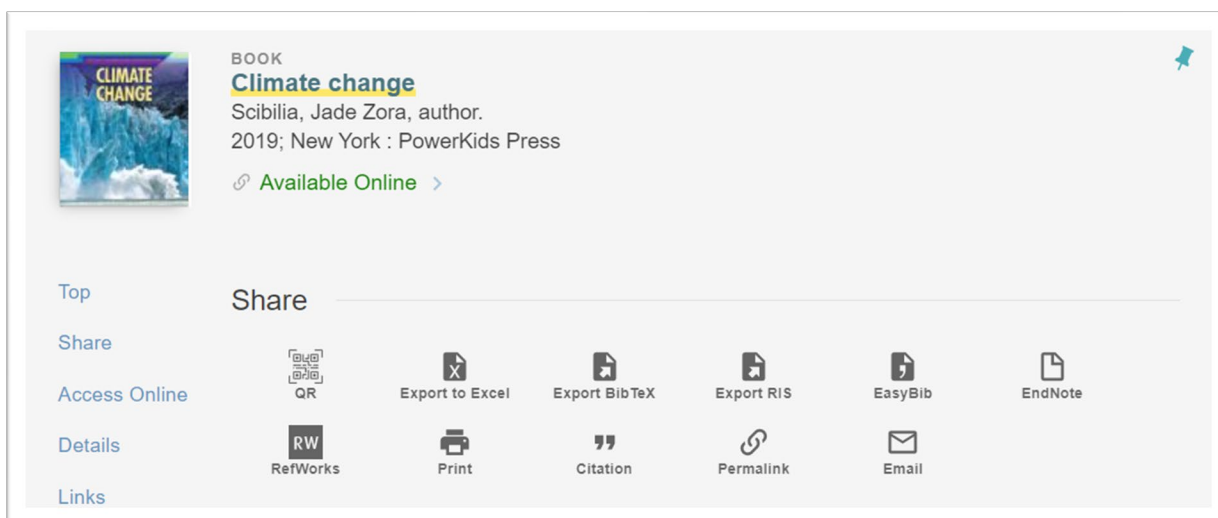 CLIMATE
CHANGE
BOOK
Climate change
Scibilia, Jade Zora, author.
2019; New York : PowerKids Press
Available Online
Top
Share
Access Online
Details
Links
Share
QR
Export to Excel
Export BibTeX
Export RIS
EasyBib
EndNote
RW
RefWorks
Print
Citation
Permalink
Email